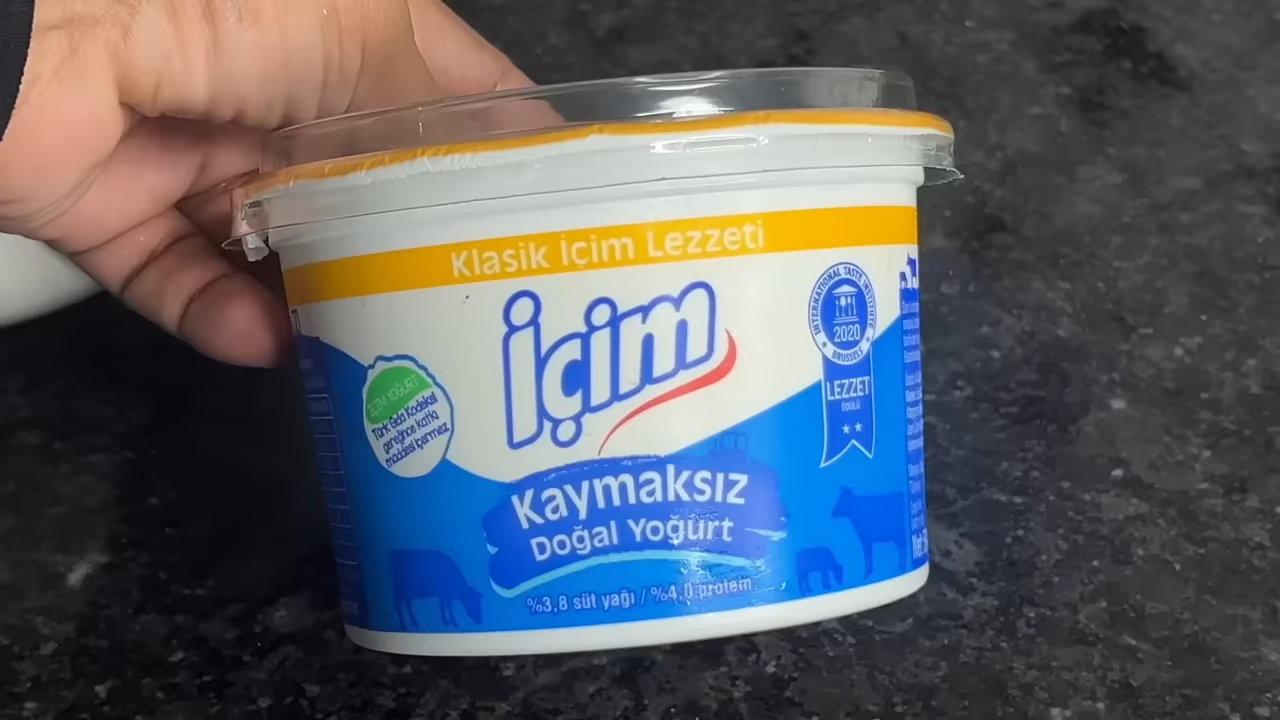 Klasik İçim Lezzeti
İçim
INTERNATIONAL TASTE INSTITUTE
2020
BRUSSELS
LEZZET
ÖDÜLÜ
İÇİM YOĞURT
Türk Gıda Kodeksi
gereğince katkı
maddesi içermez
Kaymaksız
Doğal Yoğurt
%3,8 süt yağı / %4,0 protein